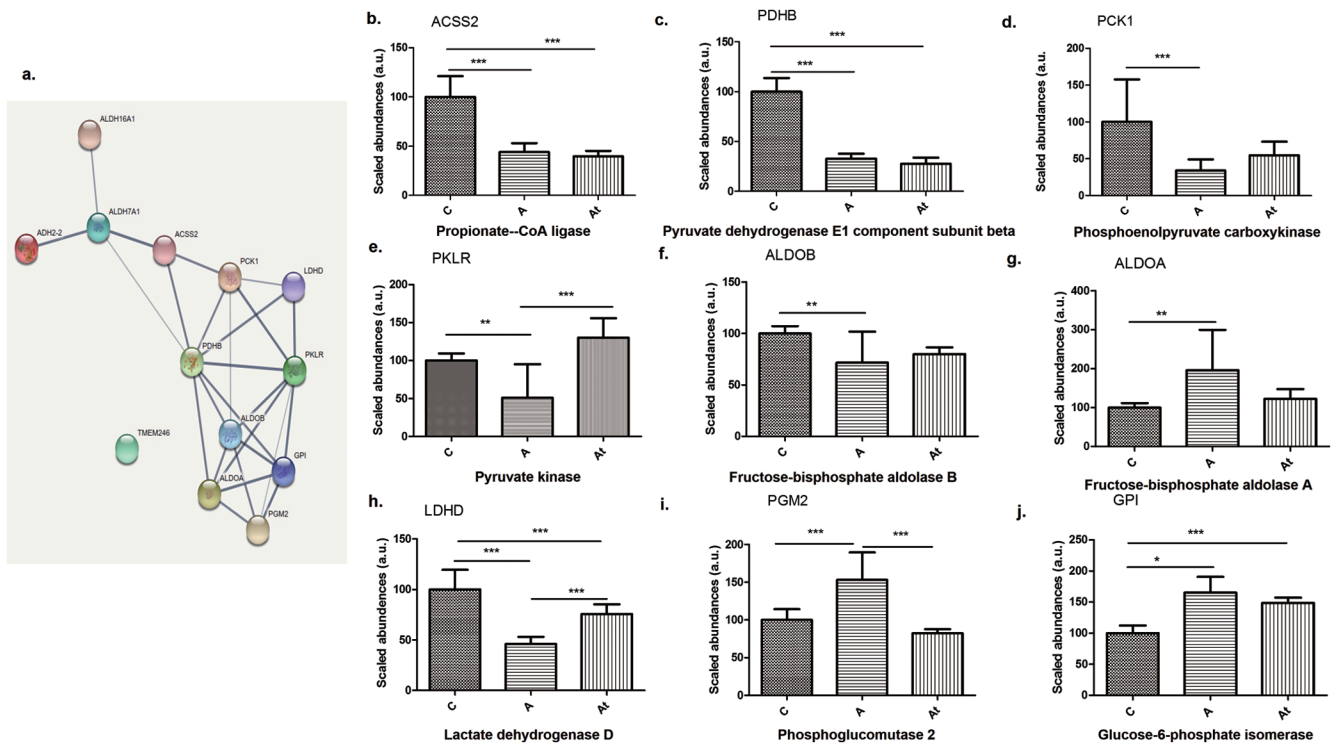 a.
ALDH16A1
ALDH7A1
ADH2-2
ACSS2
PCK1
LDHD
PDHB
PKLR
ALDOB
TMEM246
GPI
ALDOA
PGM2
b.
ACSS2
Scaled abundances (a.u.)
150
100
50
0
***
***
C A At
Propionate--CoA ligase
c.
PDHB
Scaled abundances (a.u.)
150
100
50
0
***
***
C A At
Pyruvate dehydrogenase E1 component subunit beta
d.
PCK1
Scaled abundances (a.u.
200
150
100
50
0
***
C A At
Phosphoenolpyruvate carboxykinase
e.
PKLR
Scaled abundances (a.u.)
200
150
100
50
0
**
***
C A At
Pyruvate kinase
f.
ALDOB
Scaled abundances (a.u.)
150
100
50
0
**
C A At
Fructose-bisphosphate aldolase B
g.
ALDOA
Scaled abundances (a.u.)
400
300
200
100
0
**
C A At
Fructose-bisphosphate aldolase A
h.
LDHD
Scaled abundences (a.u.)
150
100
50
0
***
***
***
C A At
Lactate dehydrogenase D
i.
PGM2
Scaled abundances (a.u.)
200
150
100
50
0
***
***
C A At
Phosphoglucomutase 2
j.
GPI
Scaled abundances (a.u.)
250
200
150
100
50
0
***
*
C A At
Glucose-6-phosphate isomerase